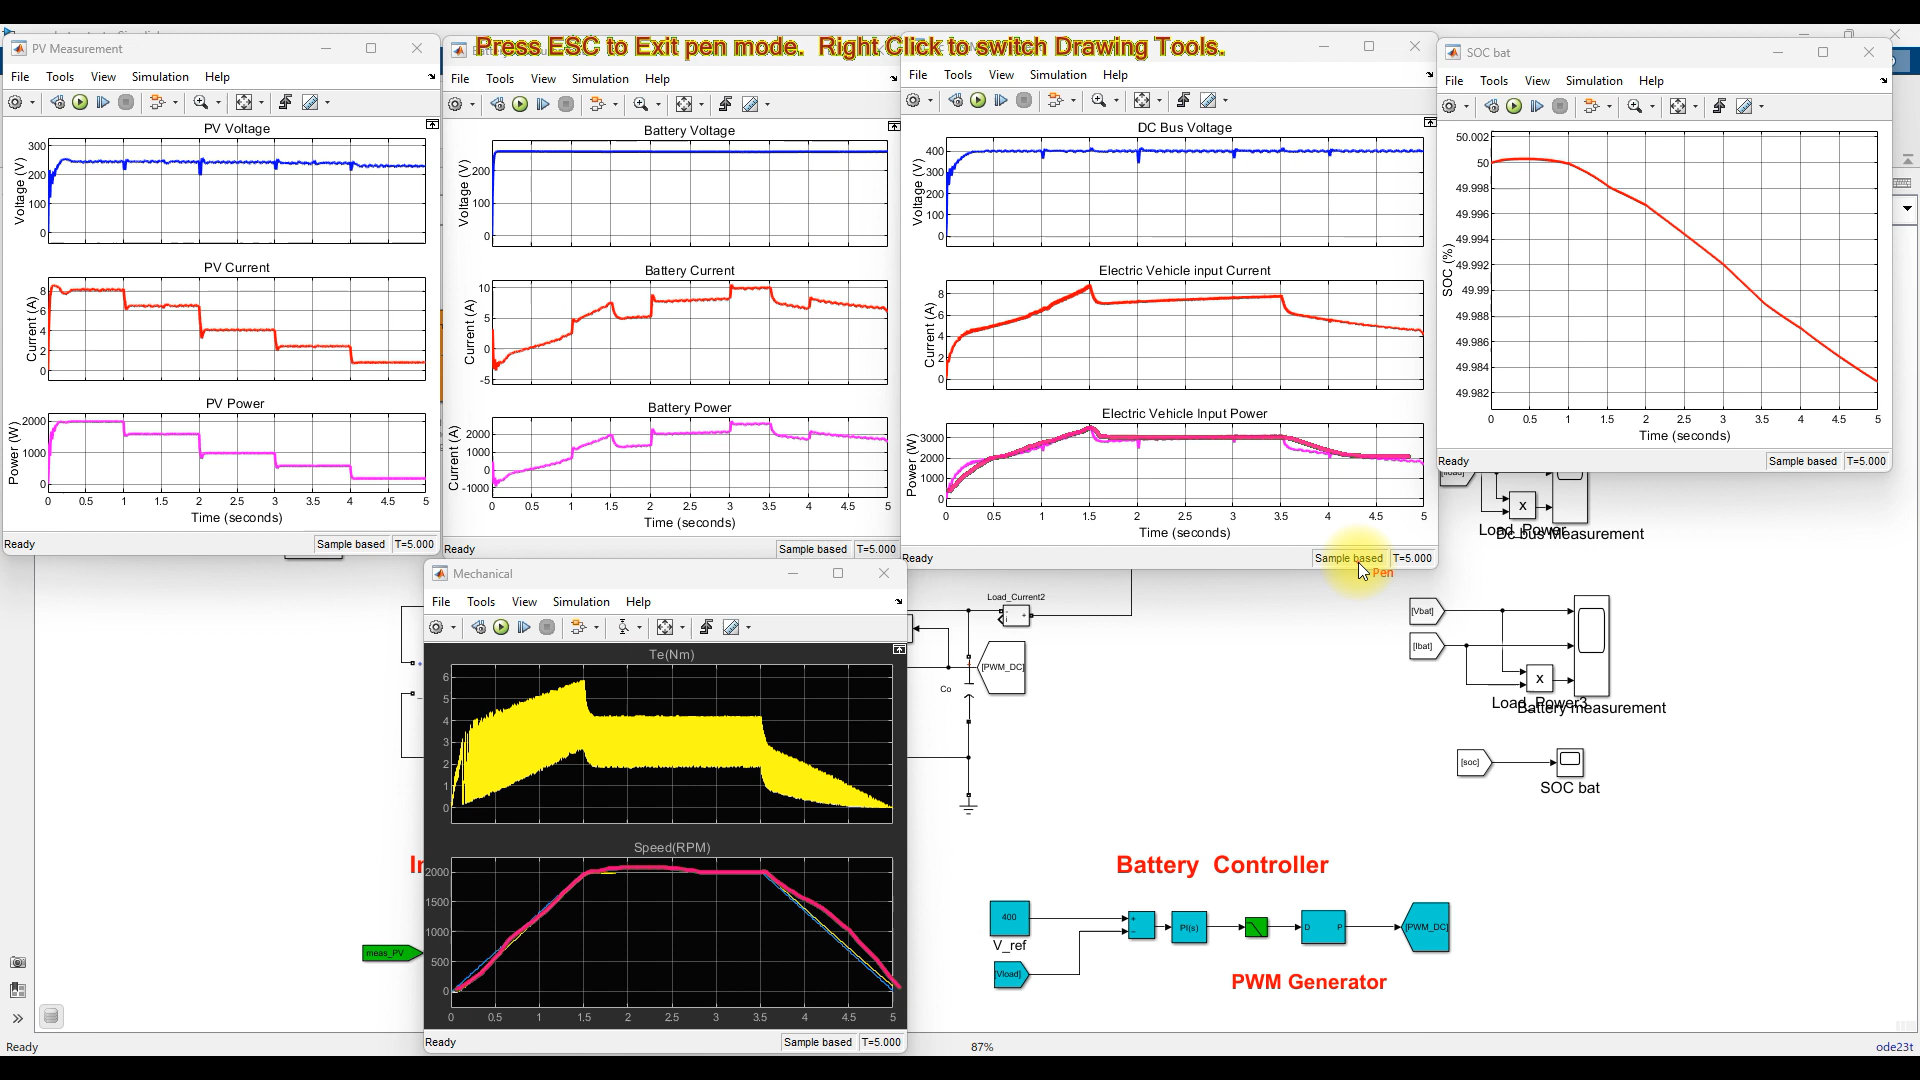 Press ESC to Exit pen mode.  Right Click to switch Drawing Tools.
PV Measurement
File Tools View Simulation Help
PV Voltage
Voltage (V)
300
200
100
0
PV Current
Current (A)
8
6
4
2
0
PV Power
Power (W)
2000
1000
0
0 0.5 1 1.5 2 2.5 3 3.5 4 4.5 5
Time (seconds)
Ready
Sample based T=5.000
File Tools View Simulation Help
Battery Voltage
Voltage (V)
200
100
0
Battery Current
Current (A)
10
5
0
-5
Battery Power
Current (A)
2000
1000
0
-1000
0 0.5 1 1.5 2 2.5 3 3.5 4 4.5 5
Time (seconds)
Ready
Sample based T=5.000
File Tools View Simulation Help
DC Bus Voltage
Voltage (V)
400
300
200
100
0
Electric Vehicle input Current
Current (A)
8
6
4
2
0
Electric Vehicle Input Power
Power (W)
3000
2000
1000
0
0 0.5 1 1.5 2 2.5 3 3.5 4 4.5 5
Time (seconds)
Ready
Sample based T=5.000
Pen
SOC bat
File Tools View Simulation Help
SOC (%)
50.002
50
49.998
49.996
49.994
49.992
49.99
49.988
49.986
49.984
49.982
0 0.5 1 1.5 2 2.5 3 3.5 4 4.5 5
Time (seconds)
Ready
Sample based T=5.000
Mechanical
File Tools View Simulation Help
Te(Nm)
6
5
4
3
2
1
0
Speed(RPM)
2000
1500
1000
500
0
0 0.5 1 1.5 2 2.5 3 3.5 4 4.5 5
Ready
Sample based T=5.000
x
Load_Power
Dc bus Measurement
Load_Current2
[PWM_DC]
Co
[Vbat]
[Ibat]
x
Load_Power3
Battery measurement
[soc]
SOC bat
meas_PV
Battery Controller
400
V_ref
[Vload]
PI(s)
D P
[PWM_DC]
PWM Generator
Ready
87%
ode23t